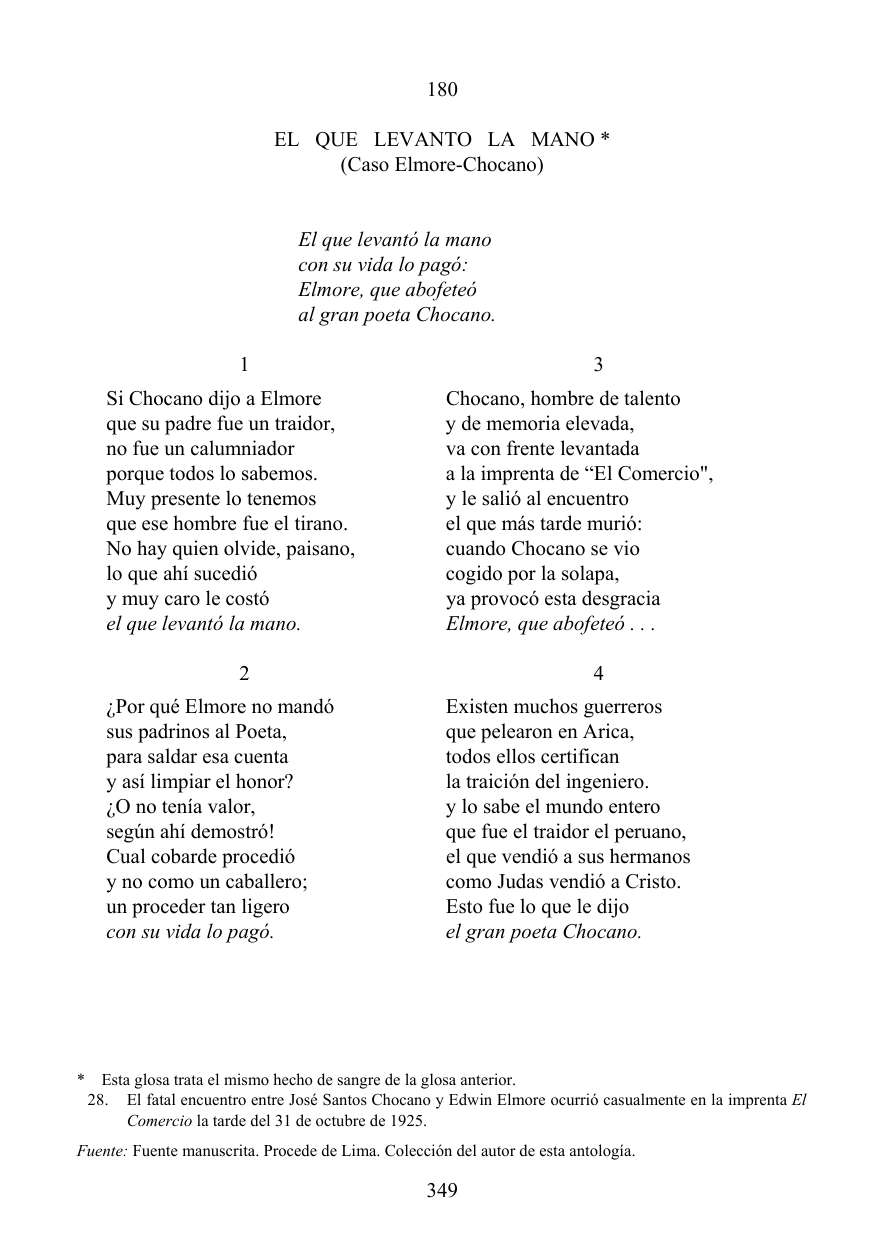 180
EL QUE LEVANTO LA MANO *
(Caso Elmore-Chocano)
El que levantó la mano
con su vida lo pagó:
Elmore, que abofeteó
al gran poeta Chocano.
1
Si Chocano dijo a Elmore
que su padre fue un traidor,
no fue un calumniador
porque todos lo sabemos.
Muy presente lo tenemos
que ese hombre fue el tirano.
No hay quien olvide, paisano,
lo que ahí sucedió
y muy caro le costó
el que levantó la mano.
2
¿Por qué Elmore no mandó
sus padrinos al Poeta,
para saldar esa cuenta
y así limpiar el honor?
¿O no tenía valor,
según ahí demostró!
Cual cobarde procedió
y no como un caballero;
un proceder tan ligero
con su vida lo pagó.
3
Chocano, hombre de talento
y de memoria elevada,
va con frente levantada
a la imprenta de “El Comercio",
y le salió al encuentro
el que más tarde murió:
cuando Chocano se vio
cogido por la solapa,
ya provocó esta desgracia
Elmore, que abofeteó . . .
4
Existen muchos guerreros
que pelearon en Arica,
todos ellos certifican
la traición del ingeniero.
y lo sabe el mundo entero
que fue el traidor el peruano,
el que vendió a sus hermanos
como Judas vendió a Cristo.
Esto fue lo que le dijo
el gran poeta Chocano.
* Esta glosa trata el mismo hecho de sangre de la glosa anterior.
28. El fatal encuentro entre José Santos Chocano y Edwin Elmore ocurrió casualmente en la imprenta El
Comercio la tarde del 31 de octubre de 1925.
Fuente: Fuente manuscrita. Procede de Lima. Colección del autor de esta antología.
349